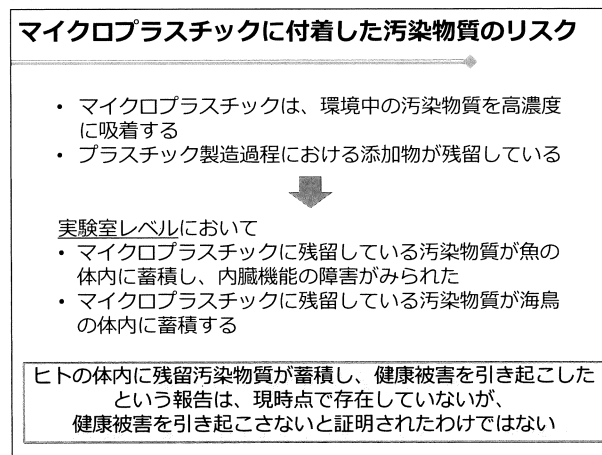 マイクロプラスチックに付着した汚染物質のリスク
• マイクロプラスチックは、環境中の汚染物質を高濃度
に吸着する
• プラスチック製造過程における添加物が残留している
実験室レベルにおいて
• マイクロプラスチックに残留している汚染物質が魚の
体内に蓄積し、内臓機能の障害がみられた
• マイクロプラスチックに残留している汚染物質が海鳥
の体内に蓄積する
ヒトの体内に残留汚染物質が蓄積し、健康被害を引き起こした
という報告は、現時点で存在していないが、
健康被害を引き起こさないと証明されたわけではない